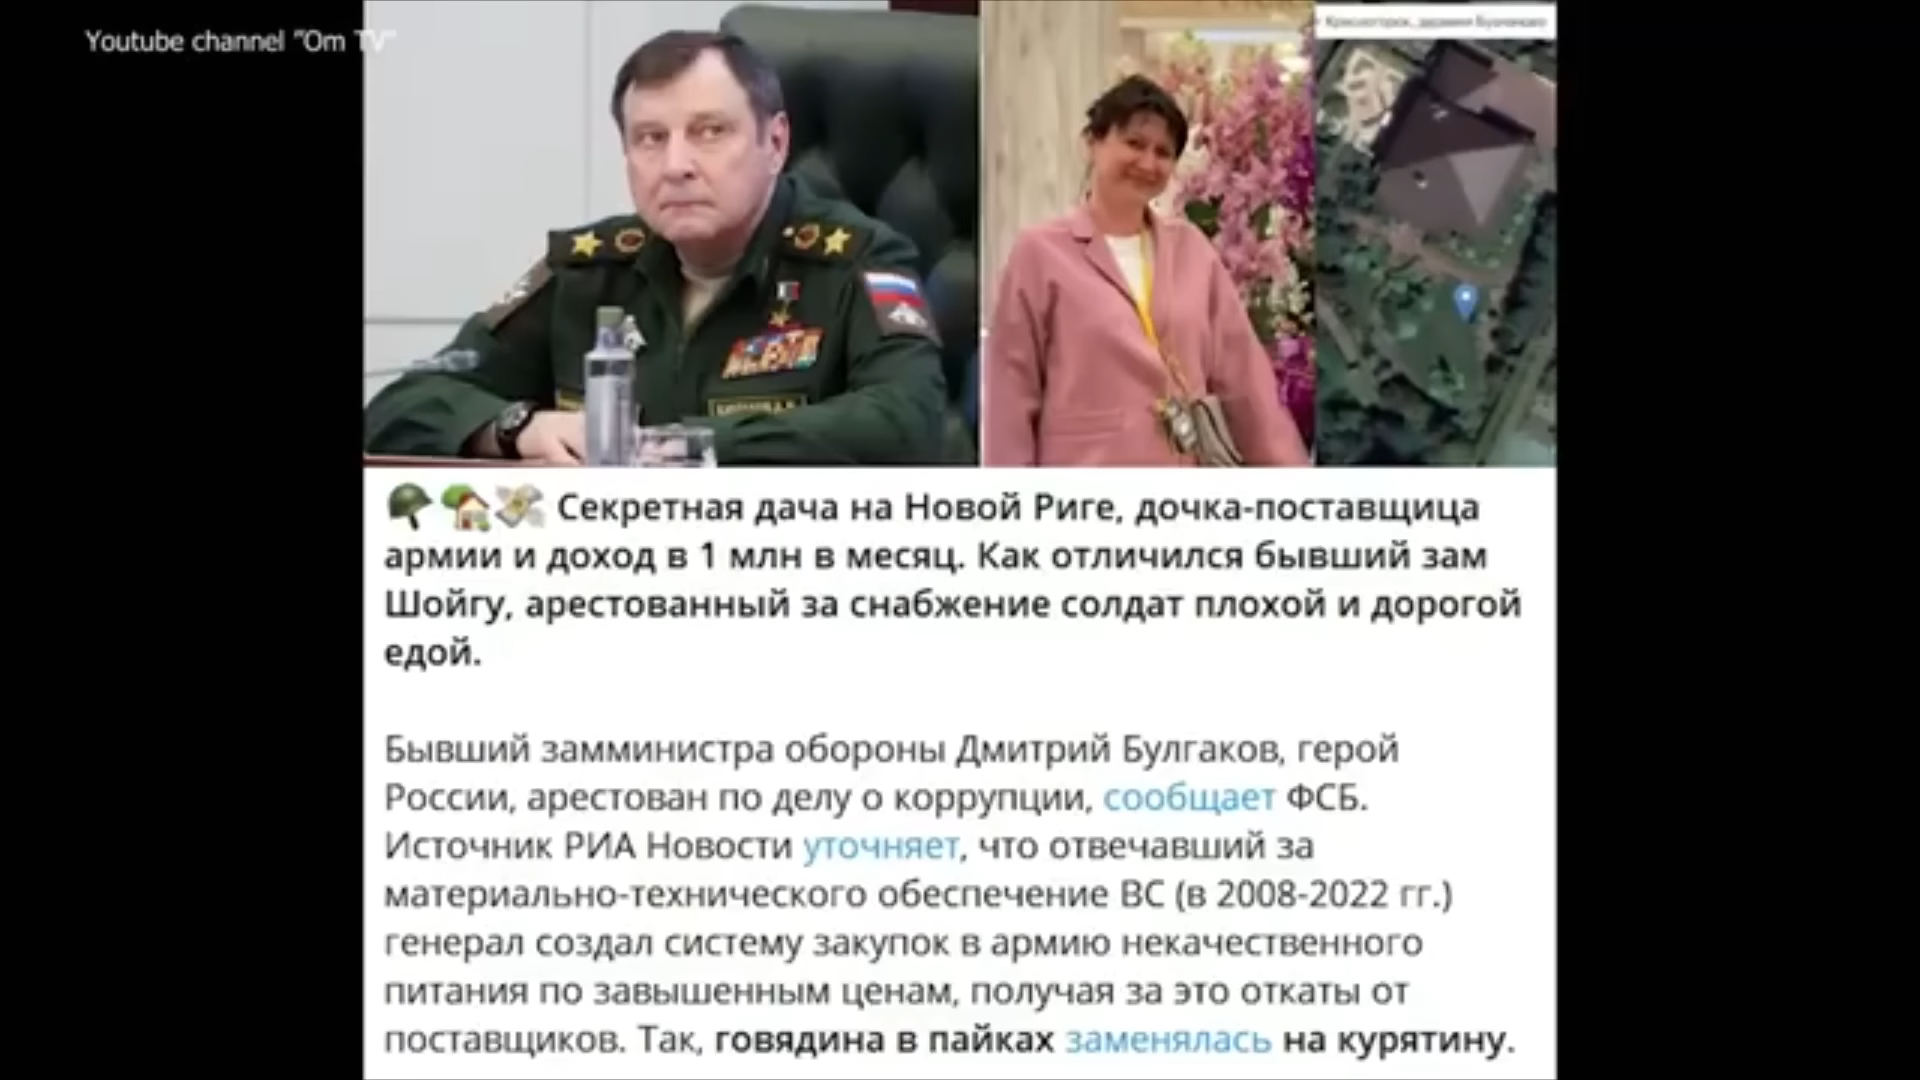 Youtube channel "Om TV"
Красногорск, деревня Бузланово
Секретная дача на Новой Риге, дочка-поставщица
армии и доход в 1 млн в месяц. Как отличился бывший зам
Шойгу, арестованный за снабжение солдат плохой и дорогой
едой.
Бывший замминистра обороны Дмитрий Булгаков, герой
России, арестован по делу о коррупции, сообщает ФСБ.
Источник РИА Новости уточняет, что отвечавший за
материально-технического обеспечение ВС (в 2008-2022 гг.)
генерал создал систему закупок в армию некачественного
питания по завышенным ценам, получая за это откаты от
поставщиков. Так, говядина в пайках заменялась на курятину.